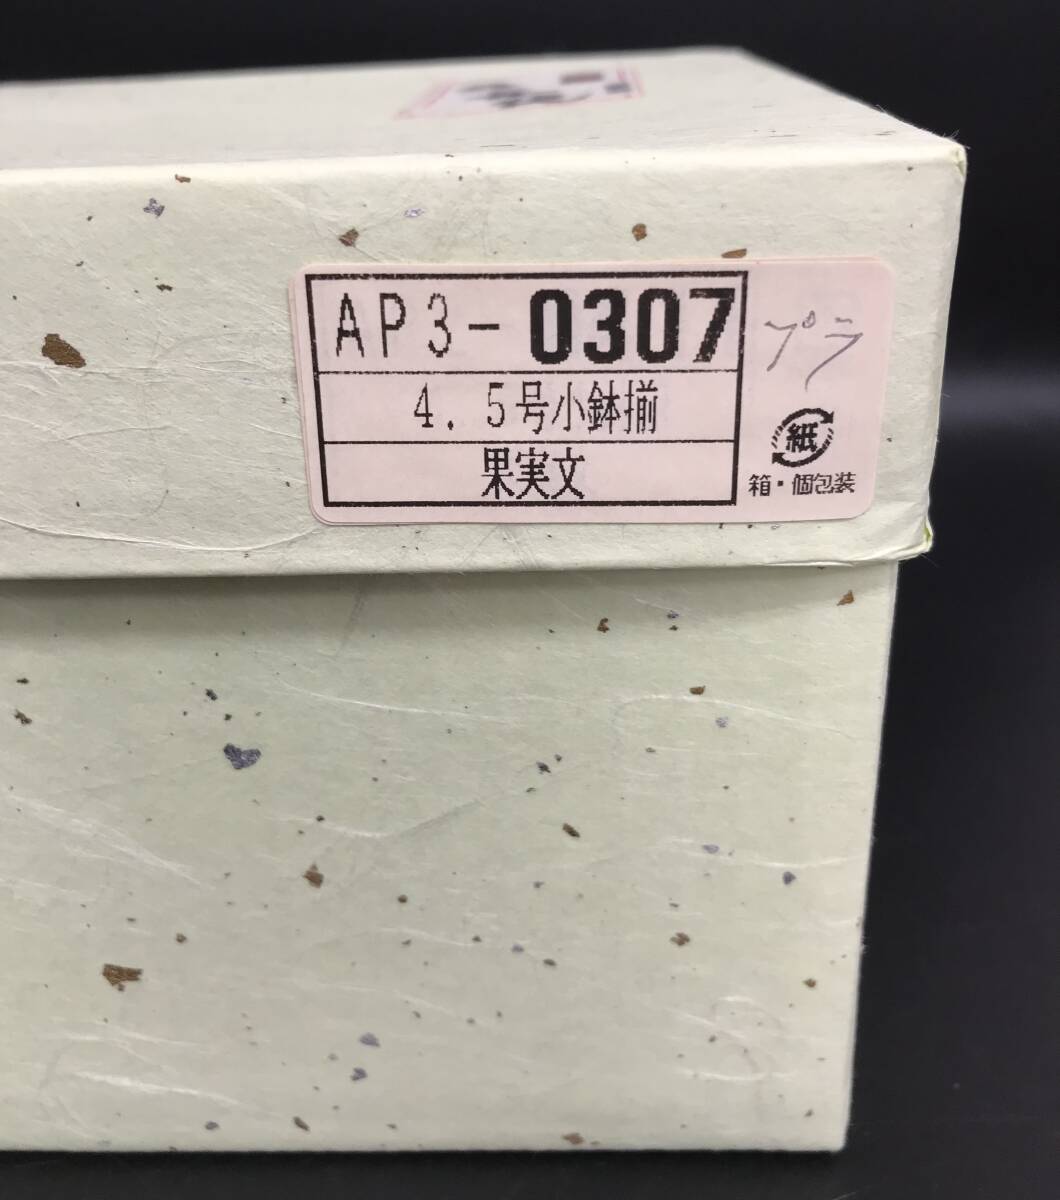 AP3-0307
4.5号小鉢揃
果実文
プラ
紙
箱・個包装